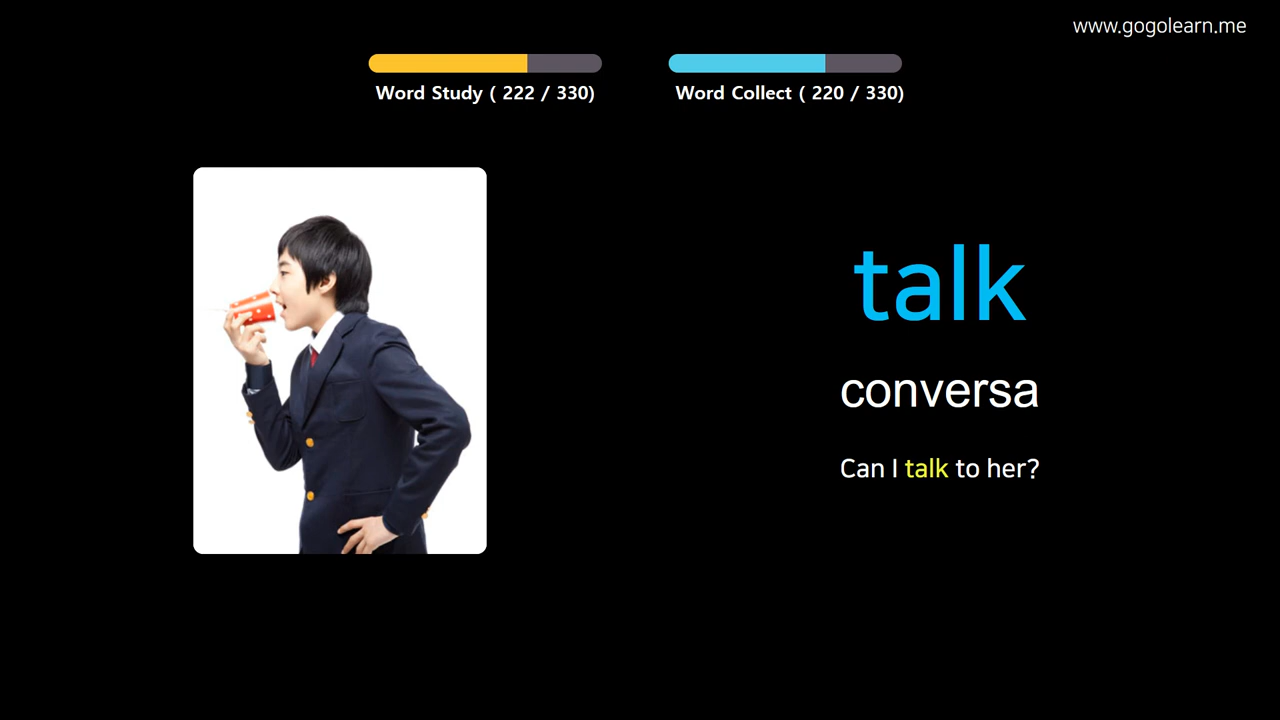 www.gogolearn.me
Word Study ( 222 / 330)
Word Collect ( 220 / 330)
talk
conversa
Can I talk to her?